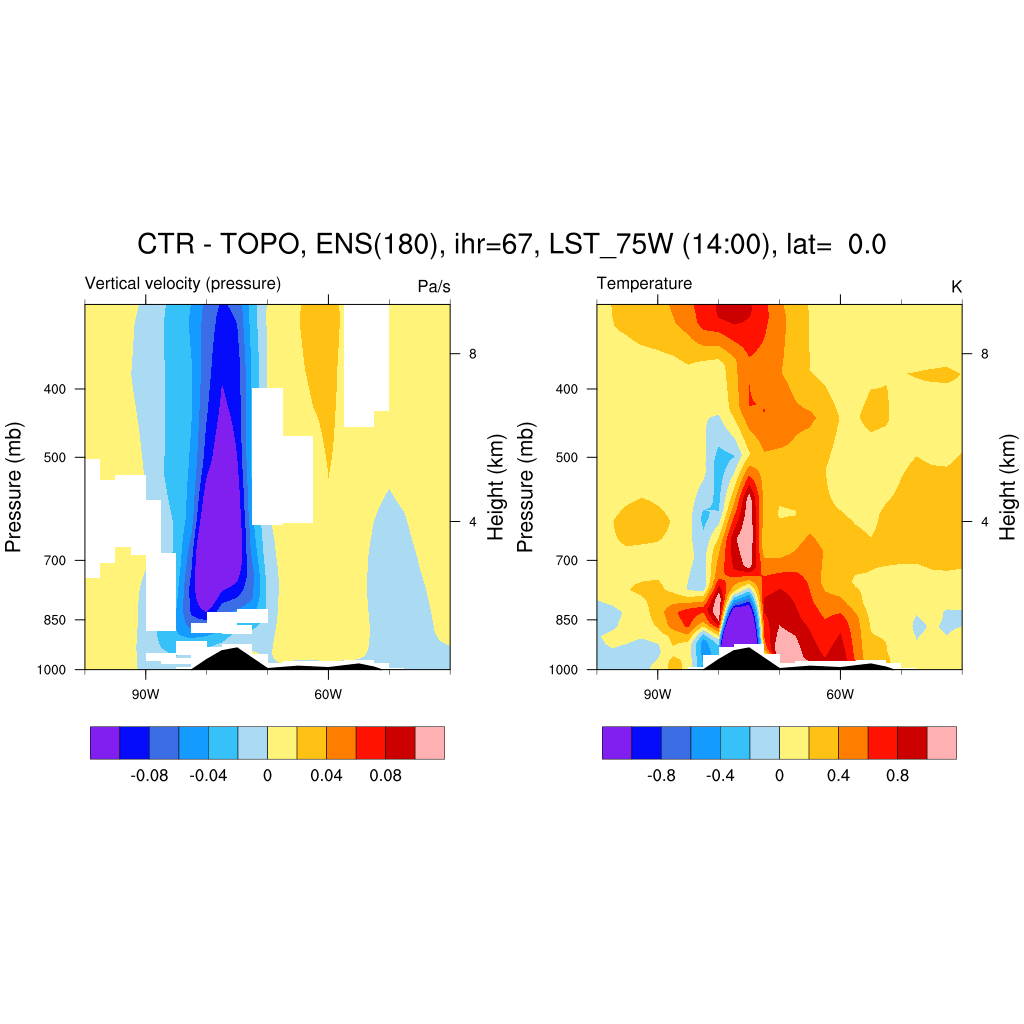 CTR - TOPO, ENS(180), ihr=67, LST_75W (14:00), lat=  0.0
Vertical velocity (pressure)
Pa/s
Pressure (mb)
400
500
700
850
1000
8
4
Height (km)
90W
60W
-0.08
-0.04
0
0.04
0.08
Temperature
K
Pressure (mb)
400
500
700
850
1000
8
4
Height (km)
90W
60W
-0.8
-0.4
0
0.4
0.8